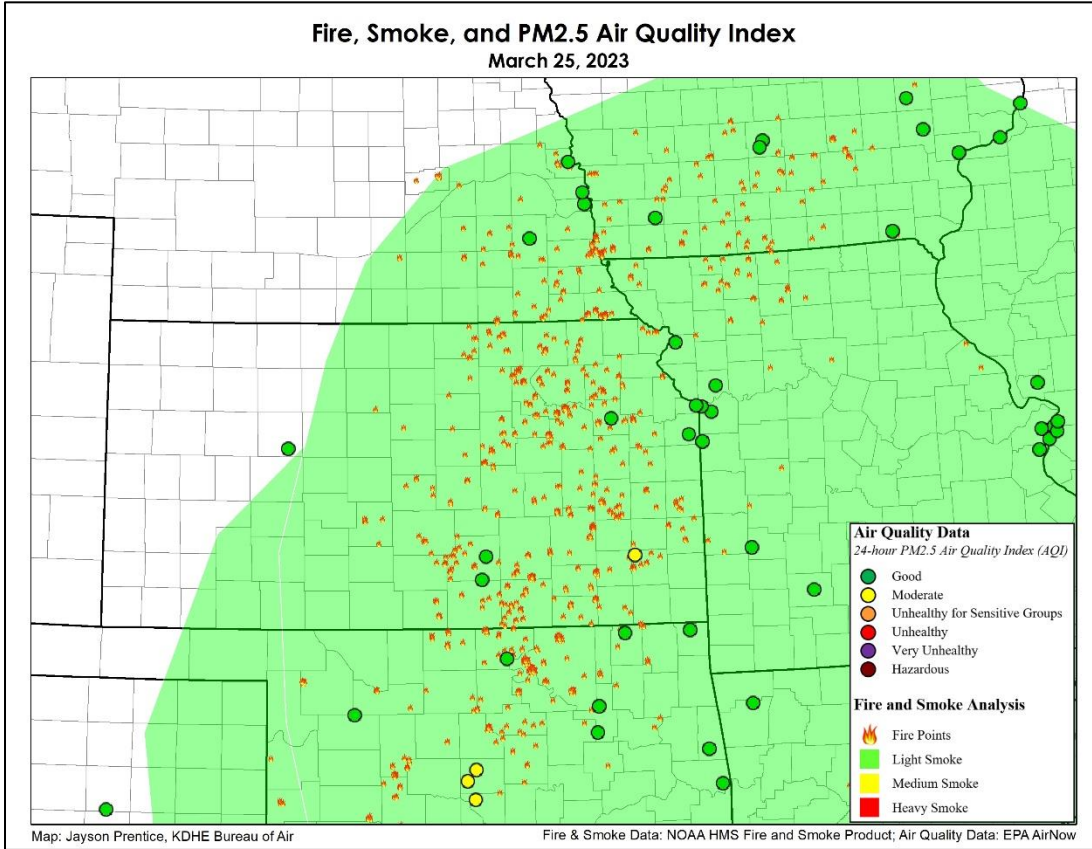 Fire, Smoke, and PM2.5 Air Quality Index
March 25, 2023
Air Quality Data
24-hour PM2.5 Air Quality Index (AQI)
Good
Moderate
Unhealthy for Sensitive Groups
Unhealthy
Very Unhealthy
Hazardous
Fire and Smoke Analysis
Fire Points
Light Smoke
Medium Smoke
Heavy Smoke
Map: Jayson Prentice, KDHE Bureau of Air
Fire & Smoke Data: NOAA HMS Fire and Smoke Product; Air Quality Data: EPA AirNow